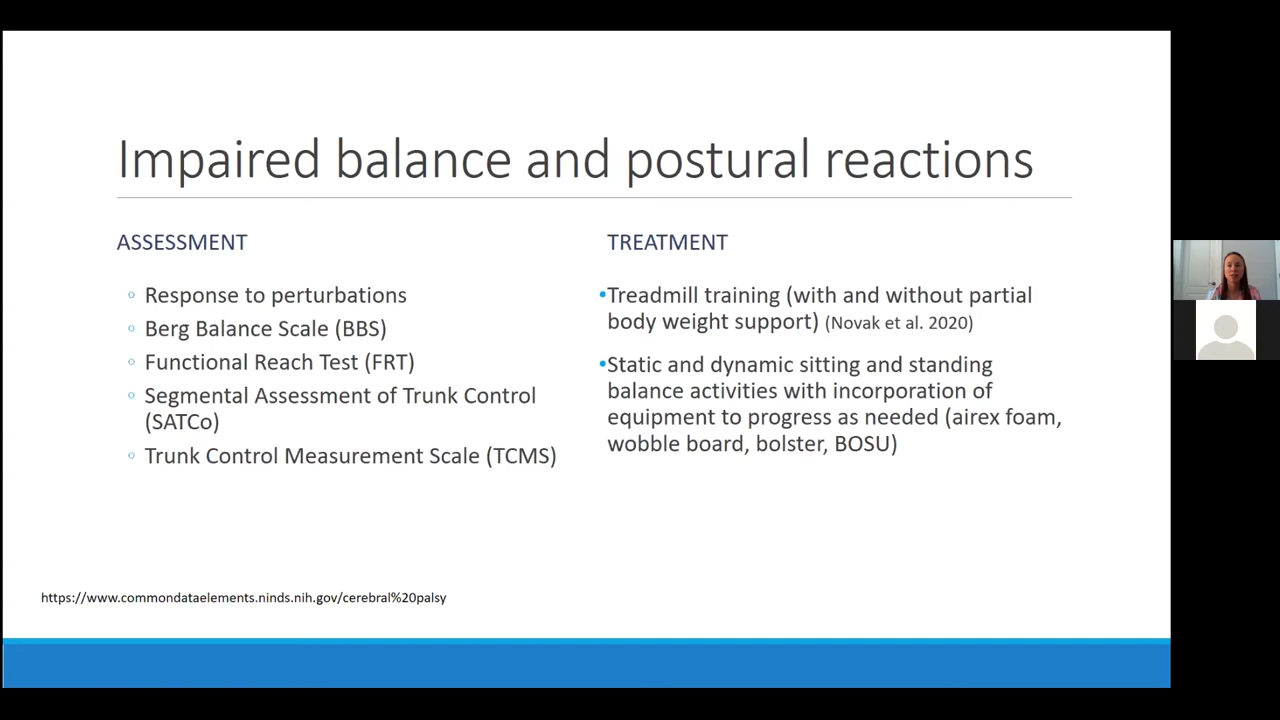 Impaired balance and postural reactions
ASSESSMENT
◦ Response to perturbations
◦ Berg Balance Scale (BBS)
◦ Functional Reach Test (FRT)
◦ Segmental Assessment of Trunk Control
(SATCo)
◦ Trunk Control Measurement Scale (TCMS)
TREATMENT
•Treadmill training (with and without partial
body weight support) (Novak et al. 2020)
•Static and dynamic sitting and standing
balance activities with incorporation of
equipment to progress as needed (airex foam,
wobble board, bolster, BOSU)
https://www.commondataelements.ninds.nih.gov/cerebral%20palsy